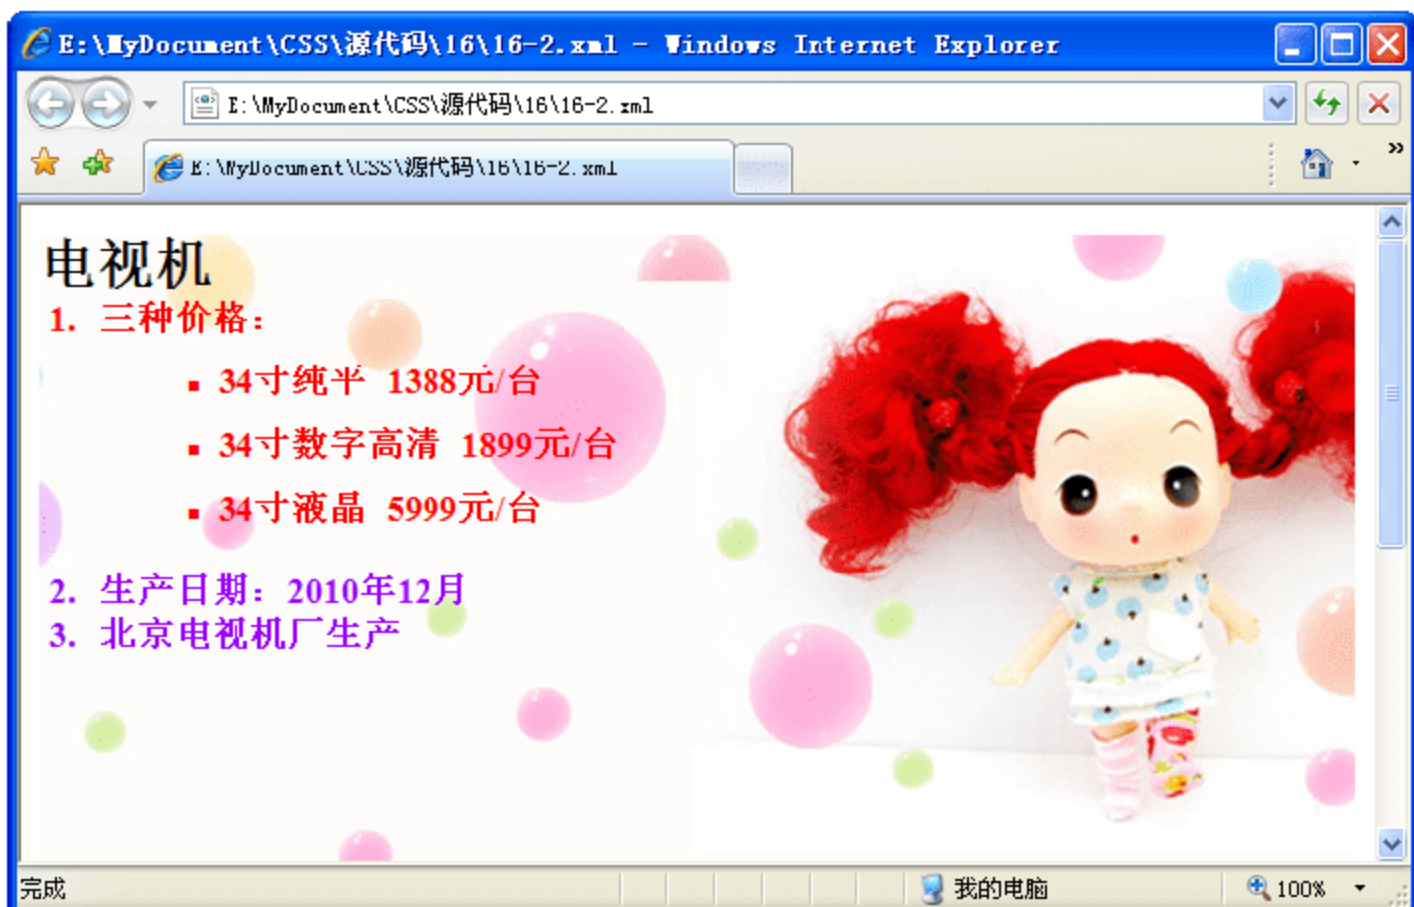 E:\MyDocument\CSS\源代码\16\16-2.xml - Windows Internet Explorer
E:\MyDocument\CSS\源代码\16\16-2.xml
E:\MyDocument\CSS\源代码\16\16-2.xml
电视机
1. 三种价格：
34寸纯平 1388元/台
34寸数字高清 1899元/台
34寸液晶 5999元/台
2. 生产日期：2010年12月
3. 北京电视机厂生产
完成 我的电脑 100%